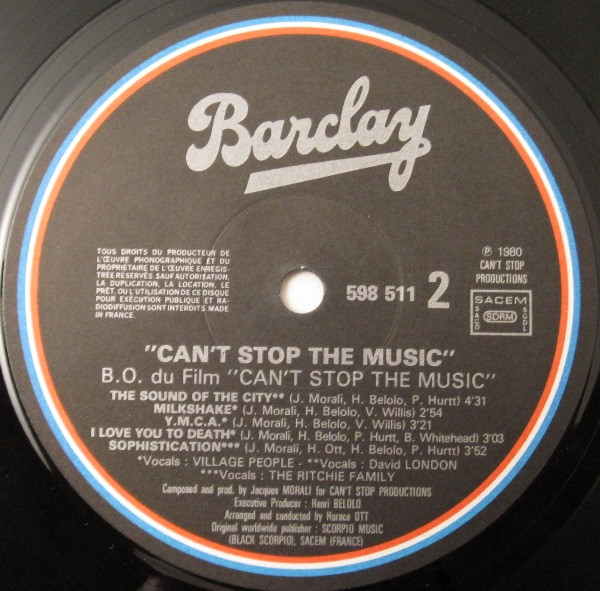 Barclay
TOUS DROITS DU PRODUCTEUR DE
L'ŒUVRE PHONOGRAPHIQUE ET DU
PROPRIETAIRE DE L'ŒUVRE ENREGIS-
TREE RESERVES. SAUF AUTORISATION,
LA DUPLICATION, LA LOCATION, LE
PRÊT, OU L'UTILISATION DE CE DISQUE
POUR EXECUTION PUBLIQUE ET RA-
DIODIFFUSION SONT INTERDITS. MADE
IN FRANCE.
℗ 1980
CAN'T STOP
PRODUCTIONS
598 511 2
SACEM
SACD SDRM SGDL
"CAN'T STOP THE MUSIC"
B.O. du Film "CAN'T STOP THE MUSIC"
THE SOUND OF THE CITY** (J. Morali, H. Belolo, P. Hurtt) 4'31
MILKSHAKE* (J. Morali, H. Belolo, V. Willis) 2'54
Y.M.C.A.* (J. Morali, H. Belolo, V. Willis) 3'21
I LOVE YOU TO DEATH* (J. Morali, H. Belolo, P. Hurtt, B. Whitehead) 3'03
SOPHISTICATION*** (J. Morali, H. Ott, H. Belolo, P. Hurtt) 3'52
*Vocals : VILLAGE PEOPLE - **Vocals : David LONDON
***Vocals : THE RITCHIE FAMILY
Composed and prod. by Jacques MORALI for CAN'T STOP PRODUCTIONS
Executive Producer : Henri BELOLO
Arranged and conducted by Horace OTT
Original worldwide publisher : SCORPIO MUSIC
(BLACK SCORPIO), SACEM (FRANCE)